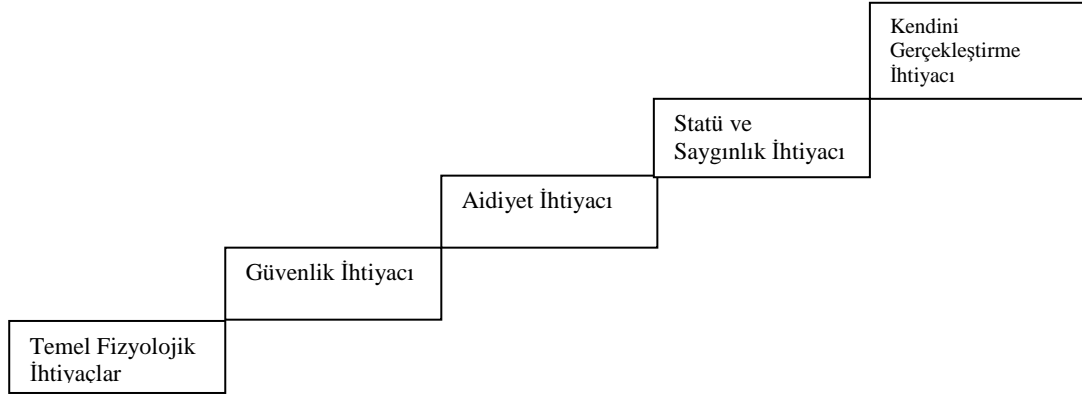 Kendini
Gerçekleştirme
İhtiyacı
Statü ve
Saygınlık İhtiyacı
Aidiyet İhtiyacı
Güvenlik İhtiyacı
Temel Fizyolojik
İhtiyaçlar